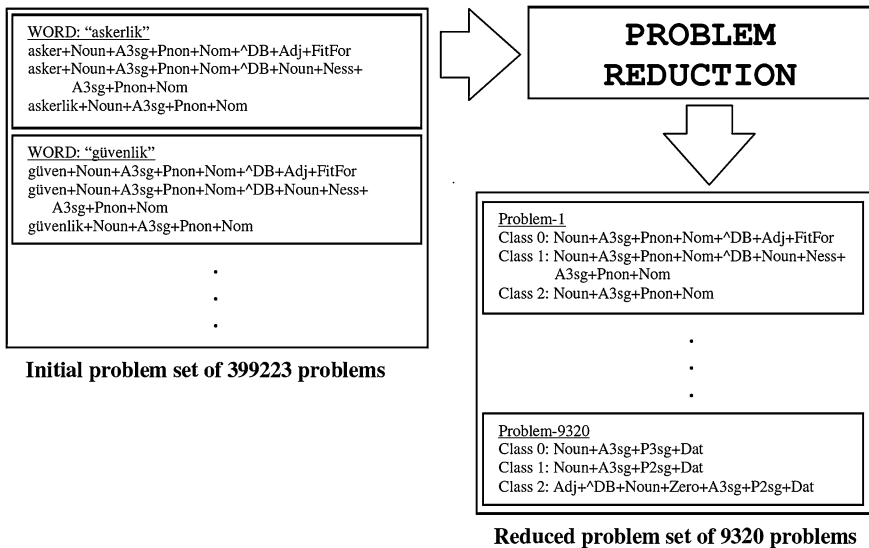 WORD: “askerlik”
asker+Noun+A3sg+Pnon+Nom+^DB+Adj+FitFor
asker+Noun+A3sg+Pnon+Nom+^DB+Noun+Ness+
A3sg+Pnon+Nom
askerlik+Noun+A3sg+Pnon+Nom
WORD: “güvenlik”
güven+Noun+A3sg+Pnon+Nom+^DB+Adj+FitFor
güven+Noun+A3sg+Pnon+Nom+^DB+Noun+Ness+
A3sg+Pnon+Nom
güvenlik+Noun+A3sg+Pnon+Nom
Initial problem set of 399223 problems
PROBLEM
REDUCTION
Problem-1
Class 0: Noun+A3sg+Pnon+Nom+^DB+Adj+FitFor
Class 1: Noun+A3sg+Pnon+Nom+^DB+Noun+Ness+
A3sg+Pnon+Nom
Class 2: Noun+A3sg+Pnon+Nom
Problem-9320
Class 0: Noun+A3sg+P3sg+Dat
Class 1: Noun+A3sg+P2sg+Dat
Class 2: Adj+^DB+Noun+Zero+A3sg+P2sg+Dat
Reduced problem set of 9320 problems